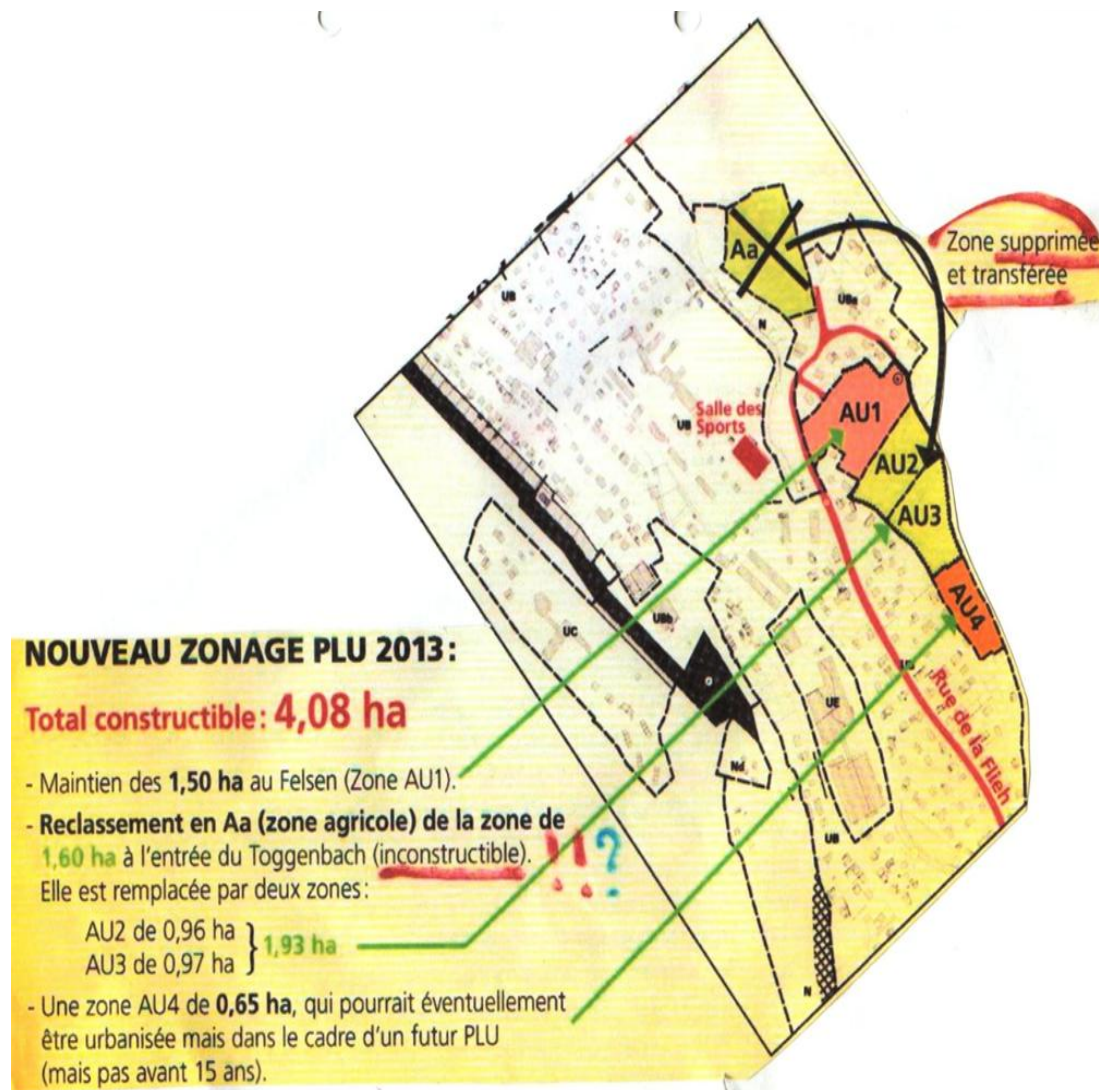 Zone supprimée
et transférée
Aa
UB
UBa
N
AU1
Salle des
Sports
UB
AU2
AU3
AU4
UC
UBb
UE
Nd
UB
N
Rue de la Flieh
NOUVEAU ZONAGE PLU 2013 :
Total constructible : 4,08 ha
- Maintien des 1,50 ha au Felsen (Zone AU1).
- Reclassement en Aa (zone agricole) de la zone de
1,60 ha à l'entrée du Toggenbach (inconstructible). !! ?
Elle est remplacée par deux zones :
AU2 de 0,96 ha
AU3 de 0,97 ha
} 1,93 ha
- Une zone AU4 de 0,65 ha, qui pourrait éventuellement
être urbanisée mais dans le cadre d'un futur PLU
(mais pas avant 15 ans).